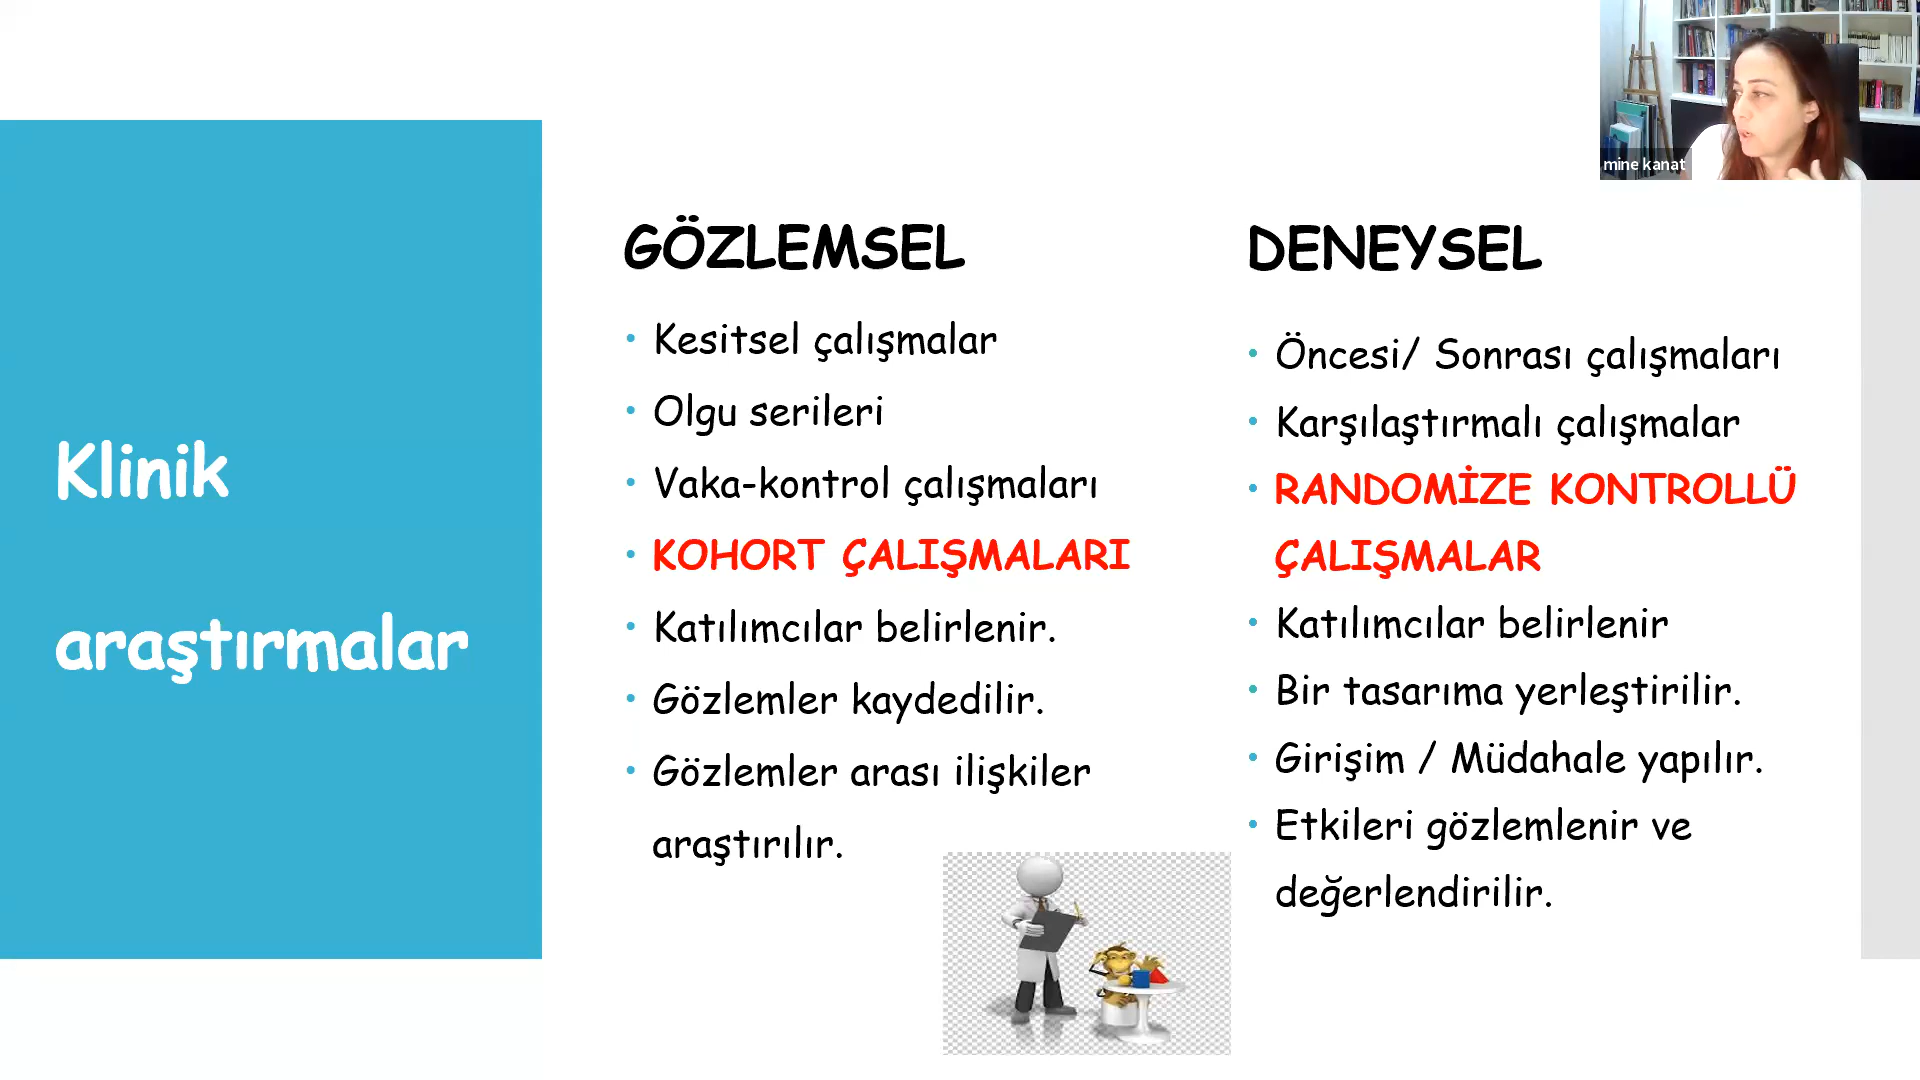 mine kanat
Klinik
araştırmalar
GÖZLEMSEL
• Kesitsel çalışmalar
• Olgu serileri
• Vaka-kontrol çalışmaları
• KOHORT ÇALIŞMALARI
• Katılımcılar belirlenir.
• Gözlemler kaydedilir.
• Gözlemler arası ilişkiler
araştırılır.
DENEYSEL
• Öncesi/ Sonrası çalışmaları
• Karşılaştırmalı çalışmalar
• RANDOMİZE KONTROLLÜ
ÇALIŞMALAR
• Katılımcılar belirlenir
• Bir tasarıma yerleştirilir.
• Girişim / Müdahale yapılır.
• Etkileri gözlemlenir ve
değerlendirilir.